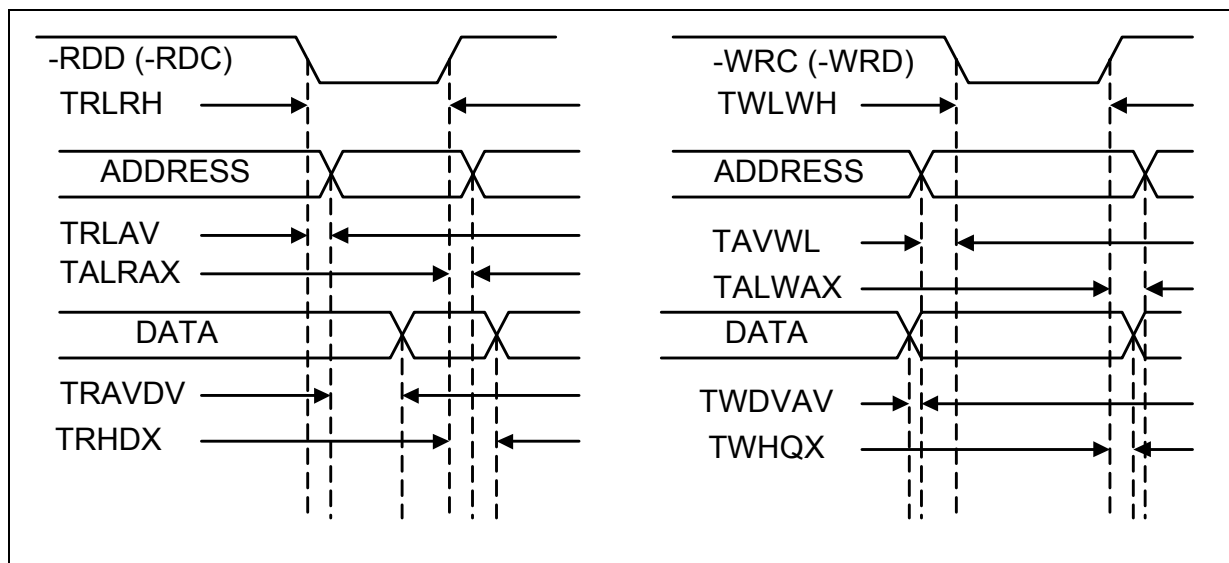 -RDD (-RDC)
TRLRH
ADDRESS
TRLAV
TALRAX
DATA
TRAVDV
TRHDX
-WRC (-WRD)
TWLWH
ADDRESS
TAVWL
TALWAX
DATA
TWDVAV
TWHQX